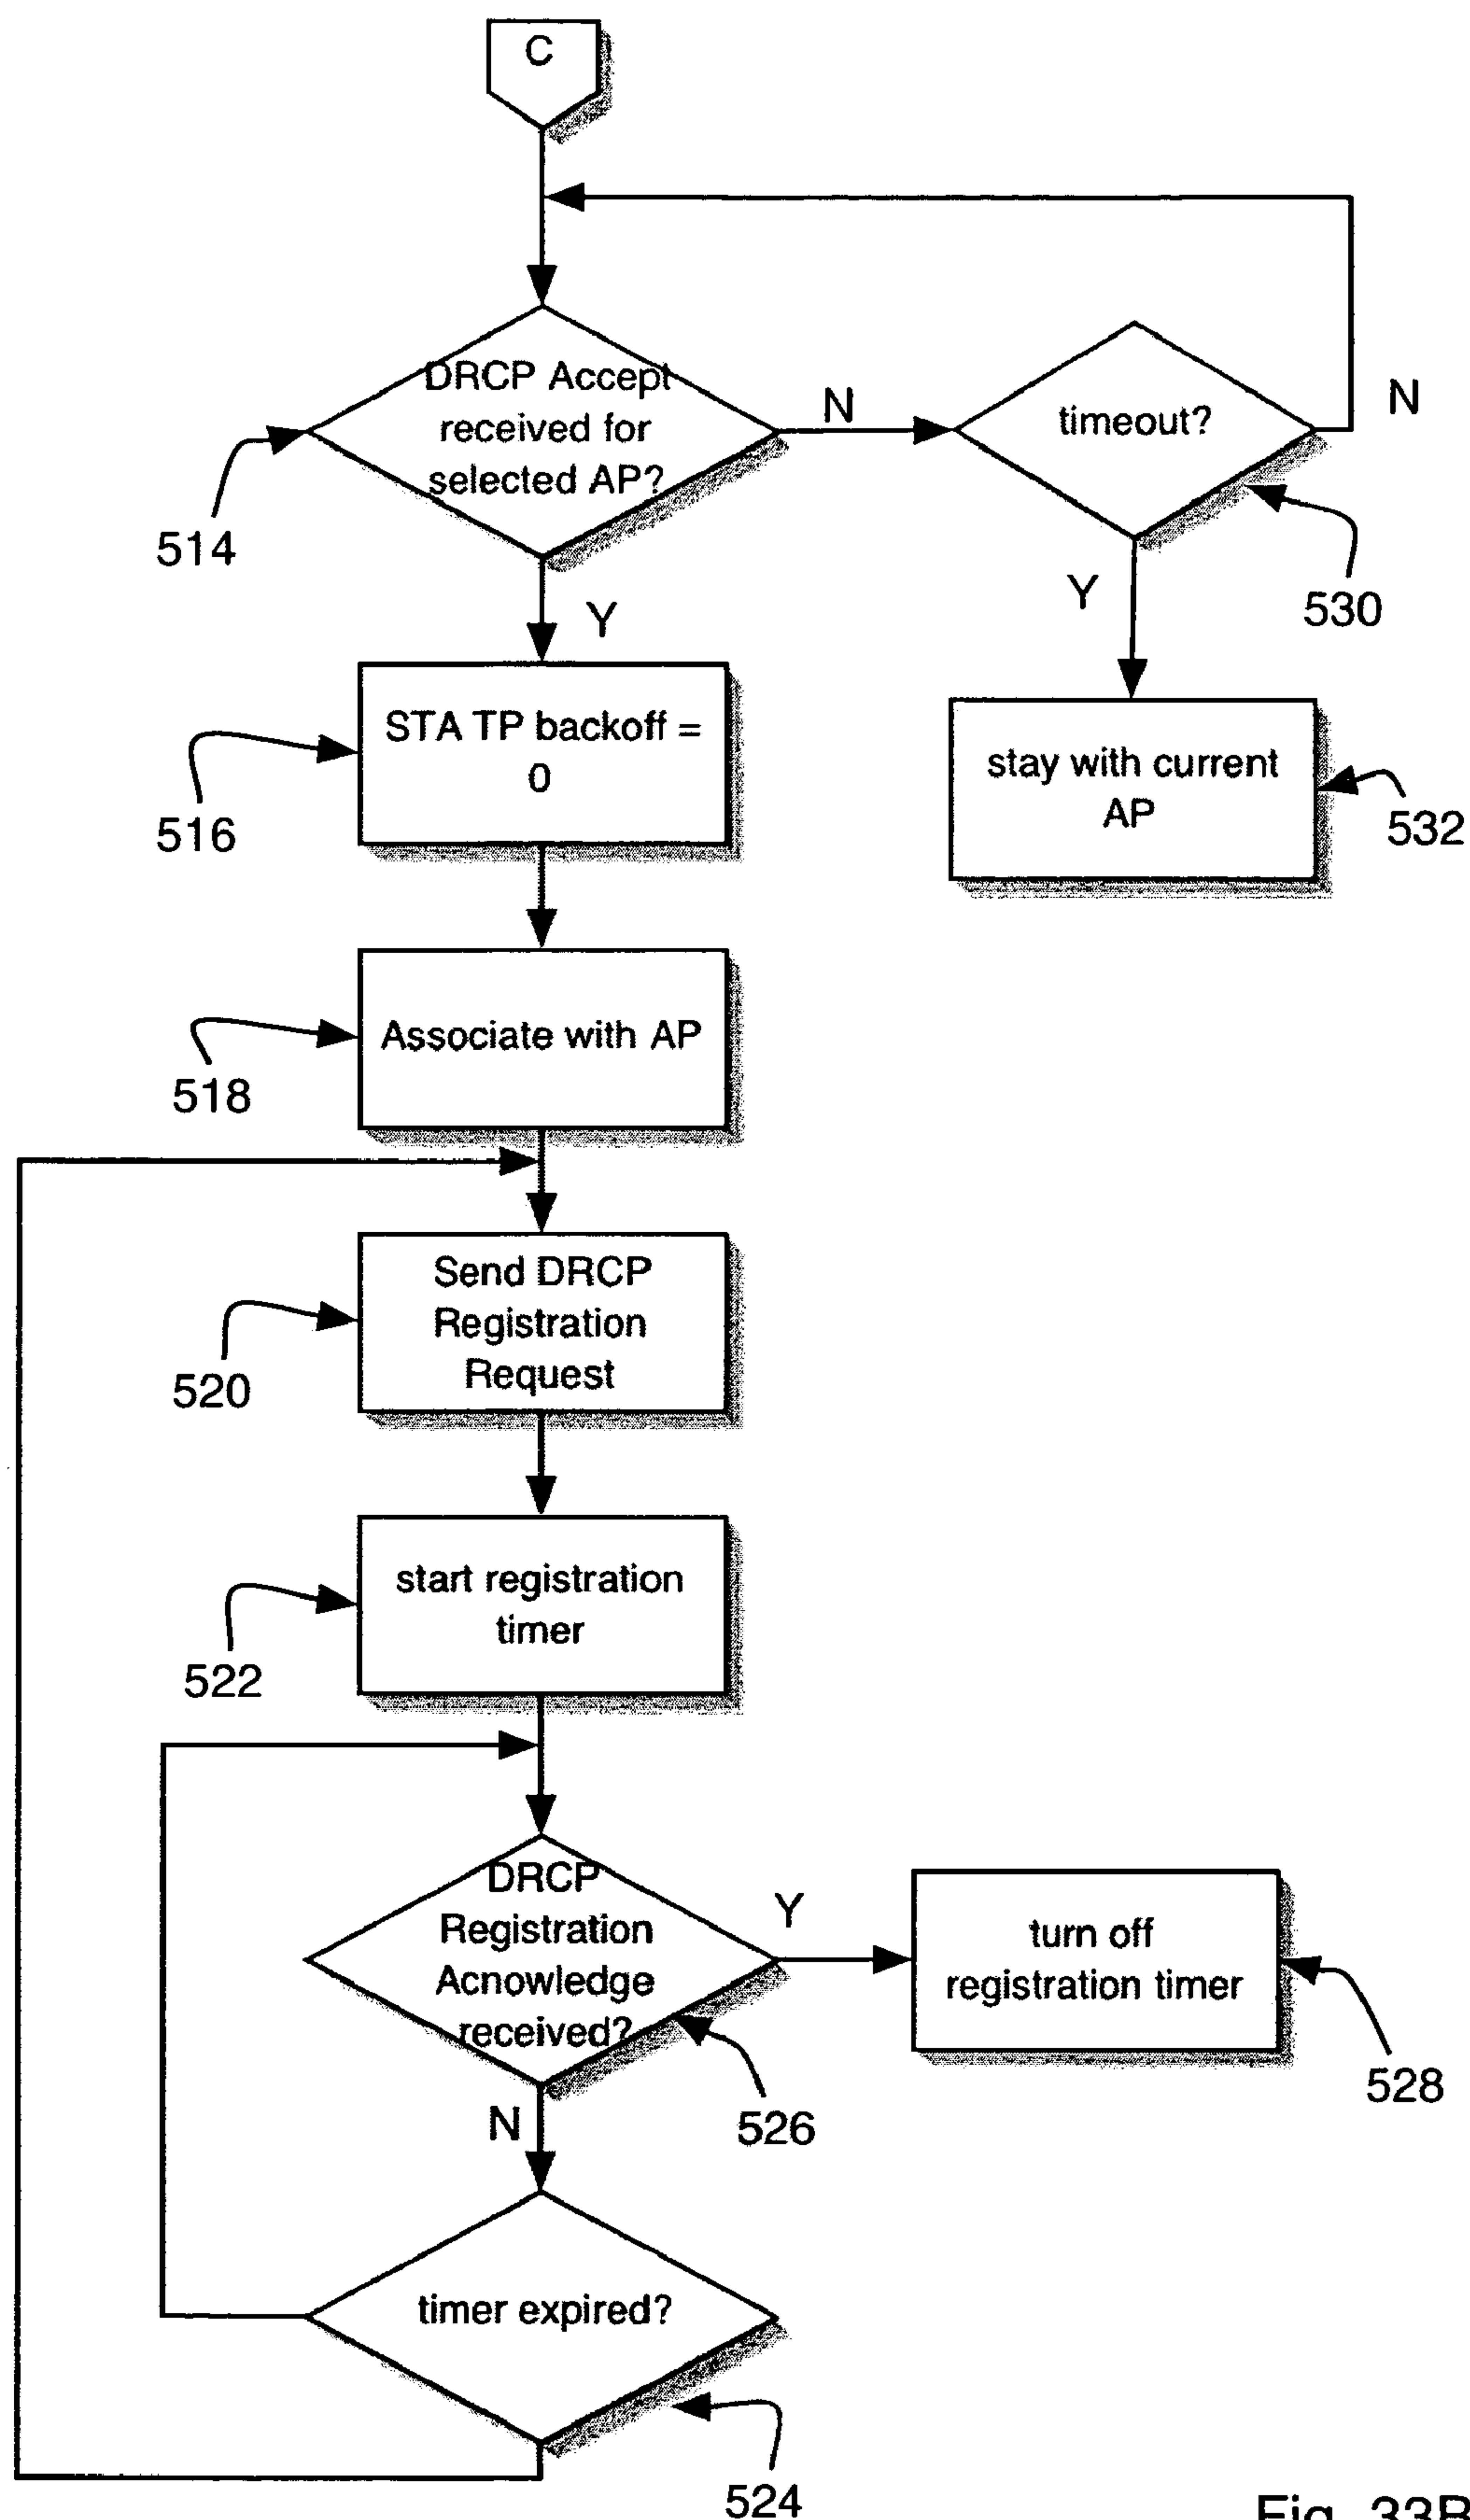 C
DRCP Accept
received for
selected AP?
N
timeout?
N
514
Y
Y
530
STA TP backoff =
0
516
stay with current
AP
532
Associate with AP
518
Send DRCP
Registration
Request
520
start registration
timer
522
DRCP
Registration
Acnowledge
received?
Y
turn off
registration timer
526
528
N
timer expired?
524
Fig. 33B